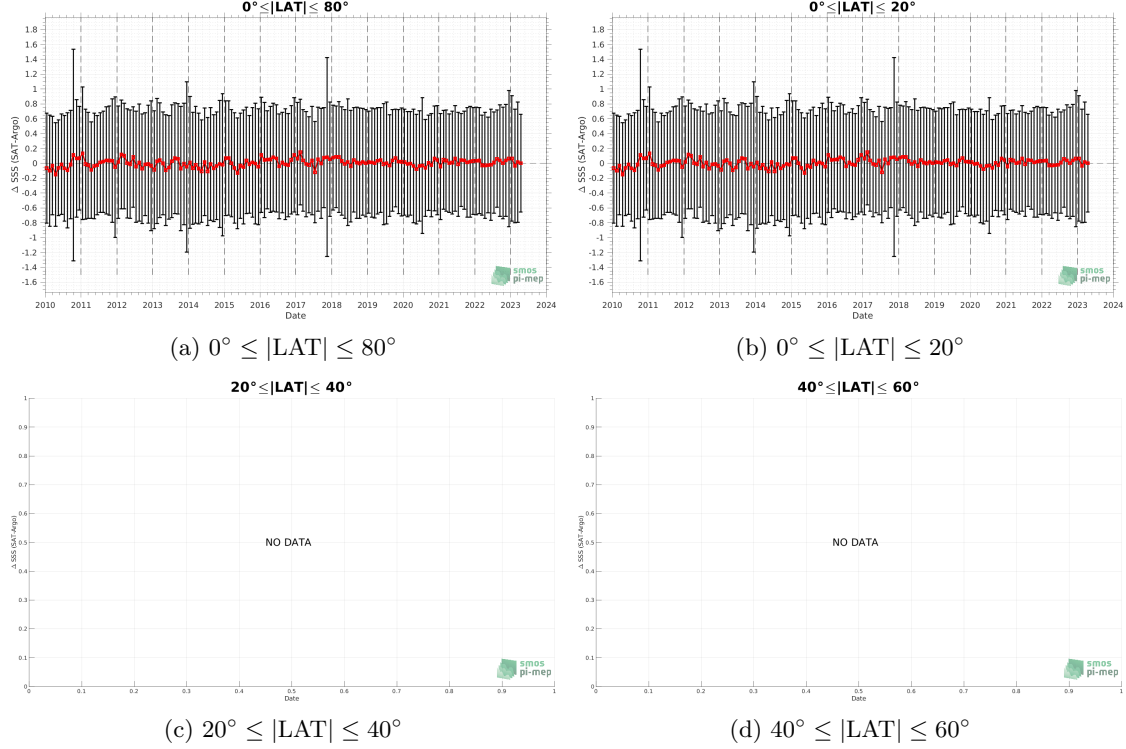 0°≤|LAT|≤ 80°
1.8
1.6
1.4
1.2
1
0.8
0.6
0.4
0.2
0
-0.2
-0.4
-0.6
-0.8
-1
-1.2
-1.4
-1.6
Δ SSS (SAT-Argo)
2010 2011 2012 2013 2014 2015 2016 2017 2018 2019 2020 2021 2022 2023 2024
Date
smos
pi-mep
(a) 0° ≤ |LAT| ≤ 80°
0°≤|LAT|≤ 20°
1.8
1.6
1.4
1.2
1
0.8
0.6
0.4
0.2
0
-0.2
-0.4
-0.6
-0.8
-1
-1.2
-1.4
-1.6
Δ SSS (SAT-Argo)
2010 2011 2012 2013 2014 2015 2016 2017 2018 2019 2020 2021 2022 2023 2024
Date
smos
pi-mep
(b) 0° ≤ |LAT| ≤ 20°
20°≤|LAT|≤ 40°
1
0.9
0.8
0.7
0.6
0.5
0.4
0.3
0.2
0.1
0
Δ SSS (SAT-Argo)
NO DATA
0 0.1 0.2 0.3 0.4 0.5 0.6 0.7 0.8 0.9 1
Date
smos
pi-mep
(c) 20° ≤ |LAT| ≤ 40°
40°≤|LAT|≤ 60°
1
0.9
0.8
0.7
0.6
0.5
0.4
0.3
0.2
0.1
0
Δ SSS (SAT-Argo)
NO DATA
0 0.1 0.2 0.3 0.4 0.5 0.6 0.7 0.8 0.9 1
Date
smos
pi-mep
(d) 40° ≤ |LAT| ≤ 60°